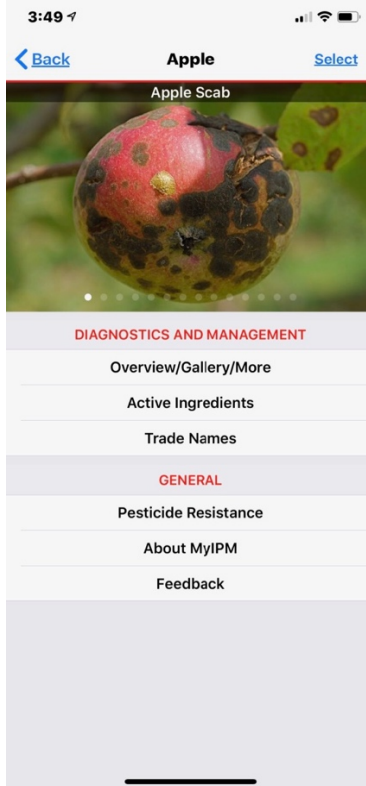 3:49
Back
Apple
Select
Apple Scab
DIAGNOSTICS AND MANAGEMENT
Overview/Gallery/More
Active Ingredients
Trade Names
GENERAL
Pesticide Resistance
About MyIPM
Feedback